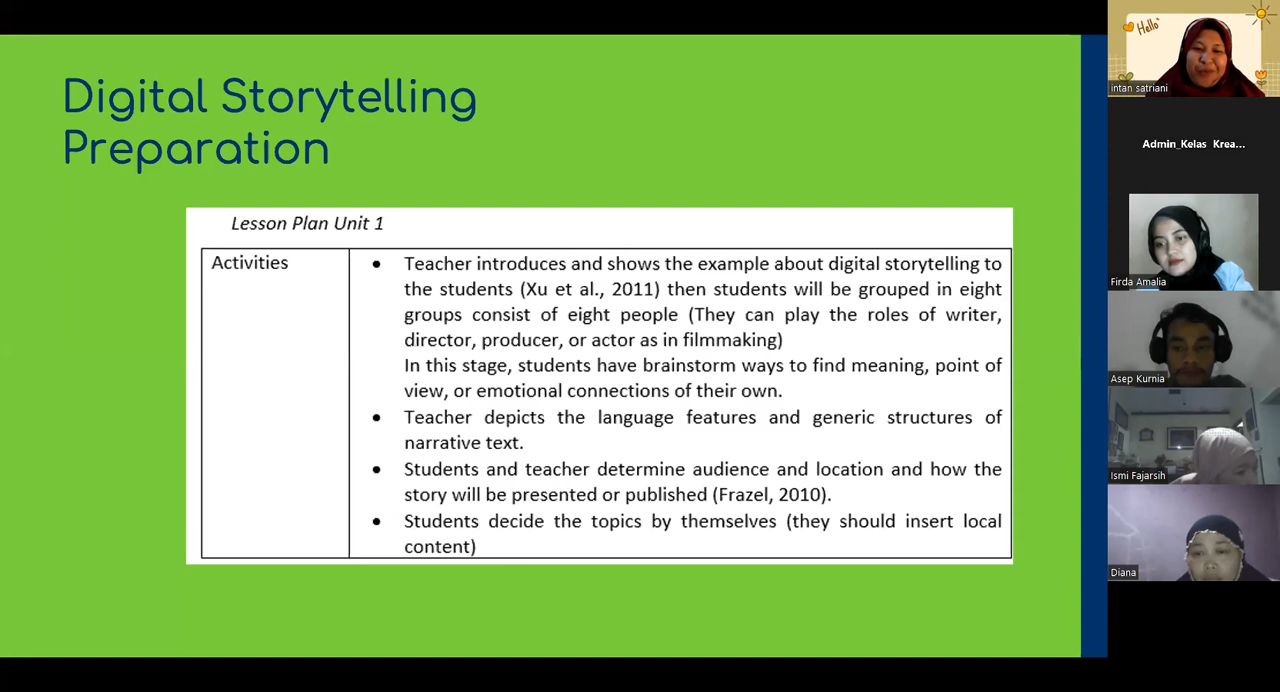 Digital Storytelling
Preparation
Lesson Plan Unit 1
Activities
• Teacher introduces and shows the example about digital storytelling to
the students (Xu et al., 2011) then students will be grouped in eight
groups consist of eight people (They can play the roles of writer,
director, producer, or actor as in filmmaking)
In this stage, students have brainstorm ways to find meaning, point of
view, or emotional connections of their own.
• Teacher depicts the language features and generic structures of
narrative text.
• Students and teacher determine audience and location and how the
story will be presented or published (Frazel, 2010).
• Students decide the topics by themselves (they should insert local
content)
Hello
intan satriani
Admin_Kelas Krea...
Firda Amalia
Asep Kurnia
Ismi Fajarsih
Diana